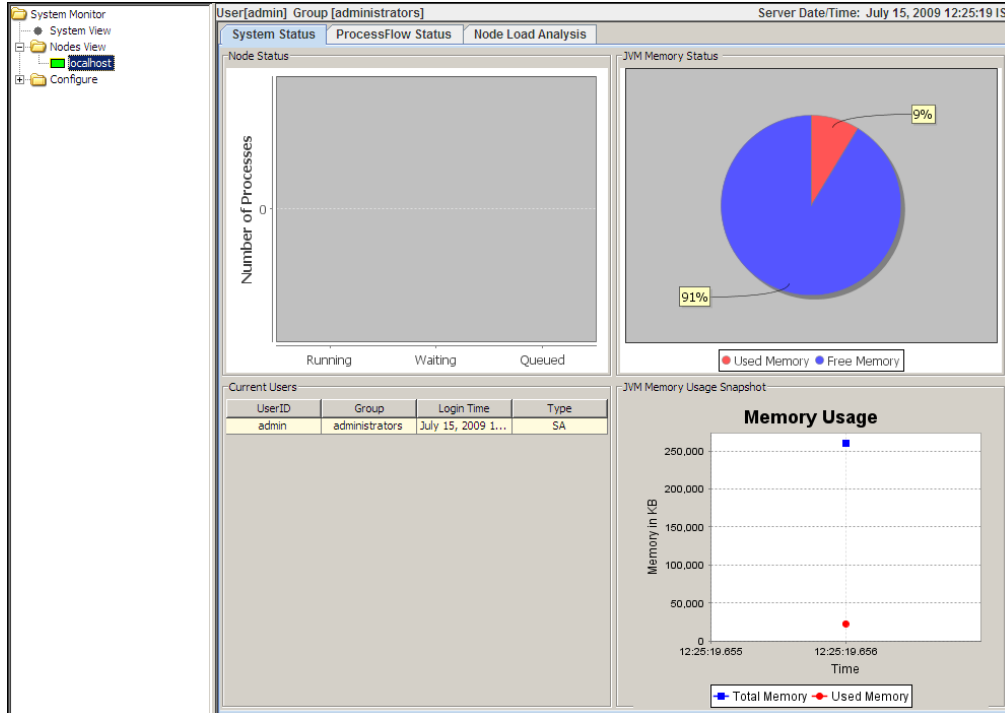 System Monitor
System View
Nodes View
localhost
Configure
User[admin] Group [administrators]
Server Date/Time: July 15, 2009 12:25:19 IS
System Status
ProcessFlow Status
Node Load Analysis
Node Status
Number of Processes
0
Running
Waiting
Queued
JVM Memory Status
9%
91%
Used Memory
Free Memory
Current Users
UserID Group Login Time Type
admin administrators July 15, 2009 1... SA
JVM Memory Usage Snapshot
Memory Usage
Memory in KB
250,000
200,000
150,000
100,000
50,000
0
12:25:19.655
12:25:19.656
Time
Total Memory
Used Memory